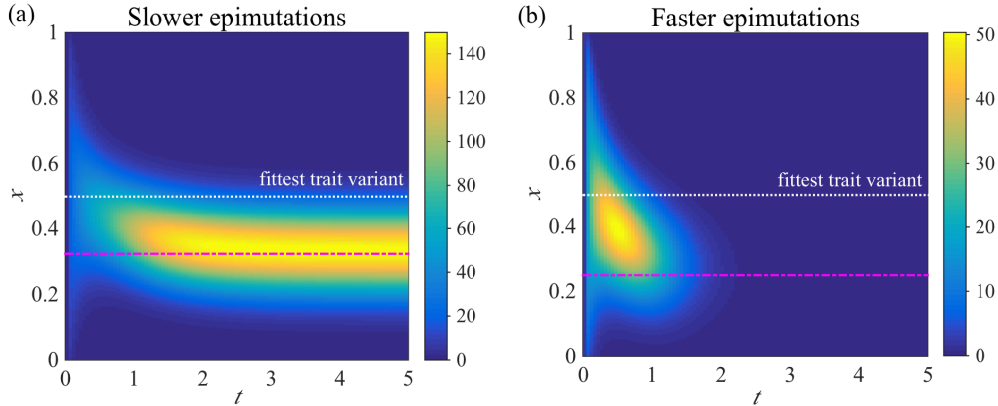 (a) Slower epimutations
1
0.8
0.6
0.4
0.2
0
x
fittest trait variant
0 1 2 3 4 5
t
140
120
100
80
60
40
20
0
(b) Faster epimutations
1
0.8
0.6
0.4
0.2
0
x
fittest trait variant
0 1 2 3 4 5
t
50
40
30
20
10
0